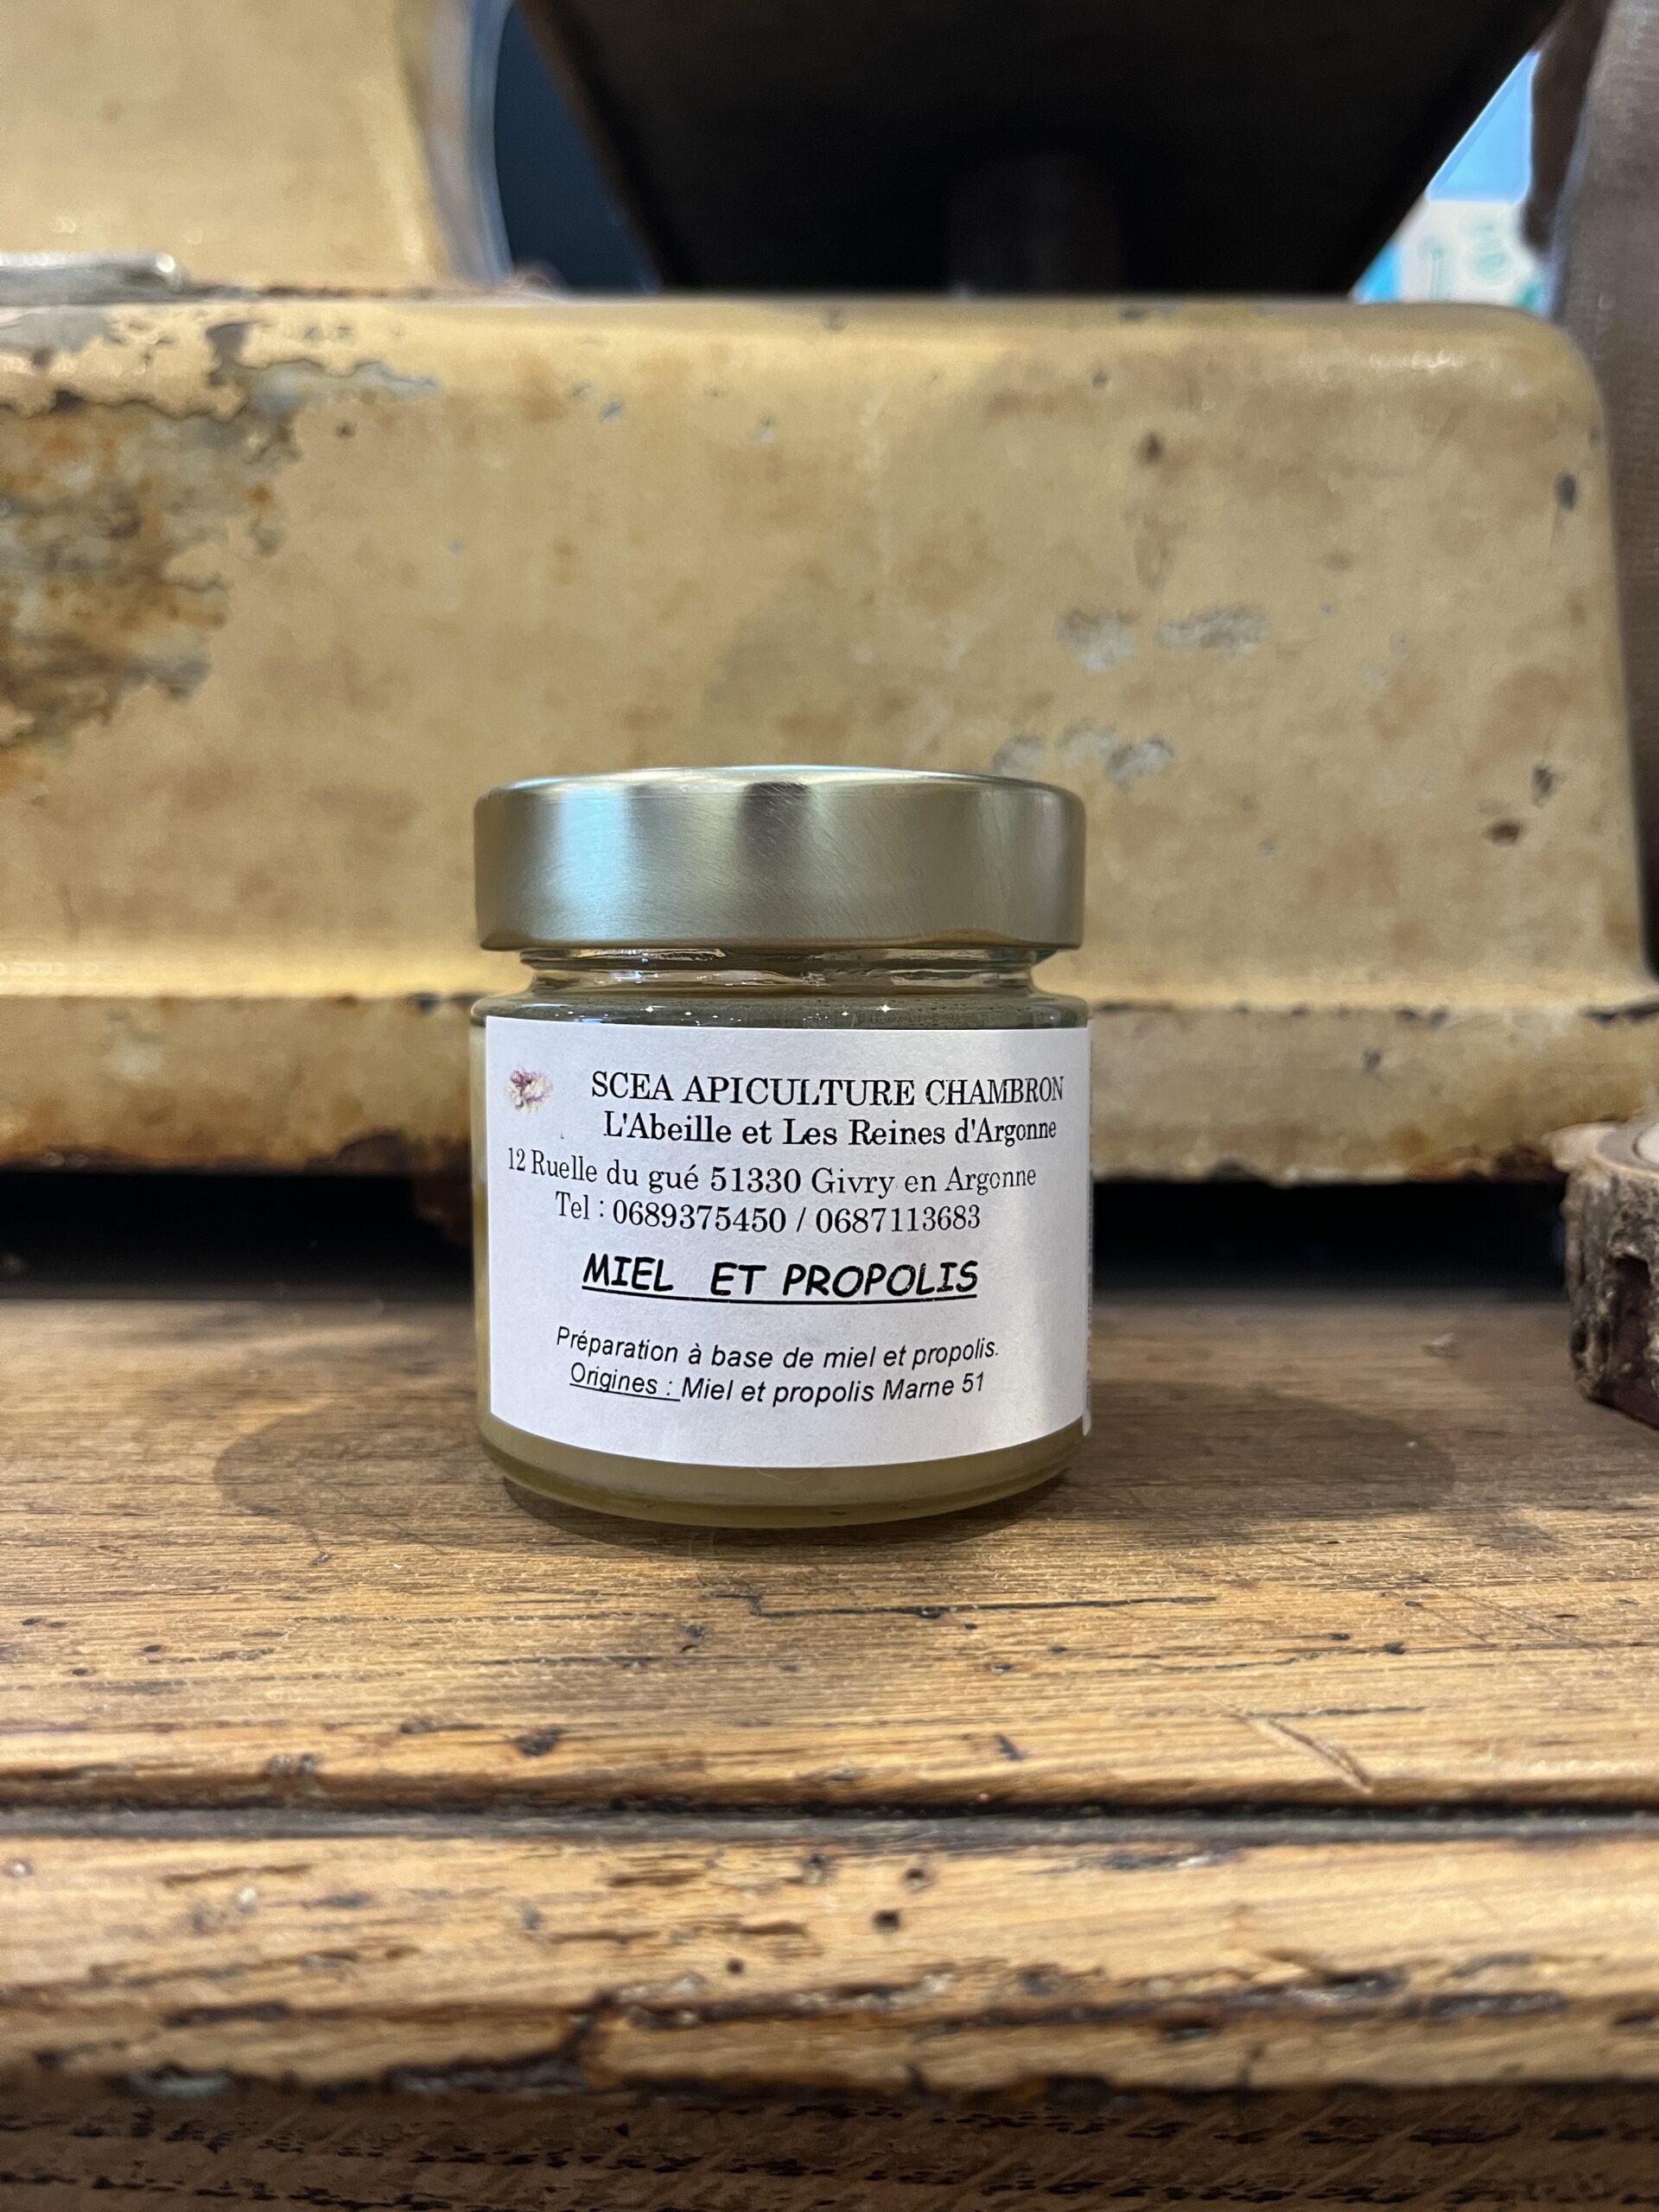 SCEA APICULTURE CHAMBRON
L'Abeille et Les Reines d'Argonne
12 Ruelle du gué 51330 Givry en Argonne
Tel : 0689375450 / 0687113683
MIEL ET PROPOLIS
Préparation à base de miel et propolis.
Origines : Miel et propolis Marne 51